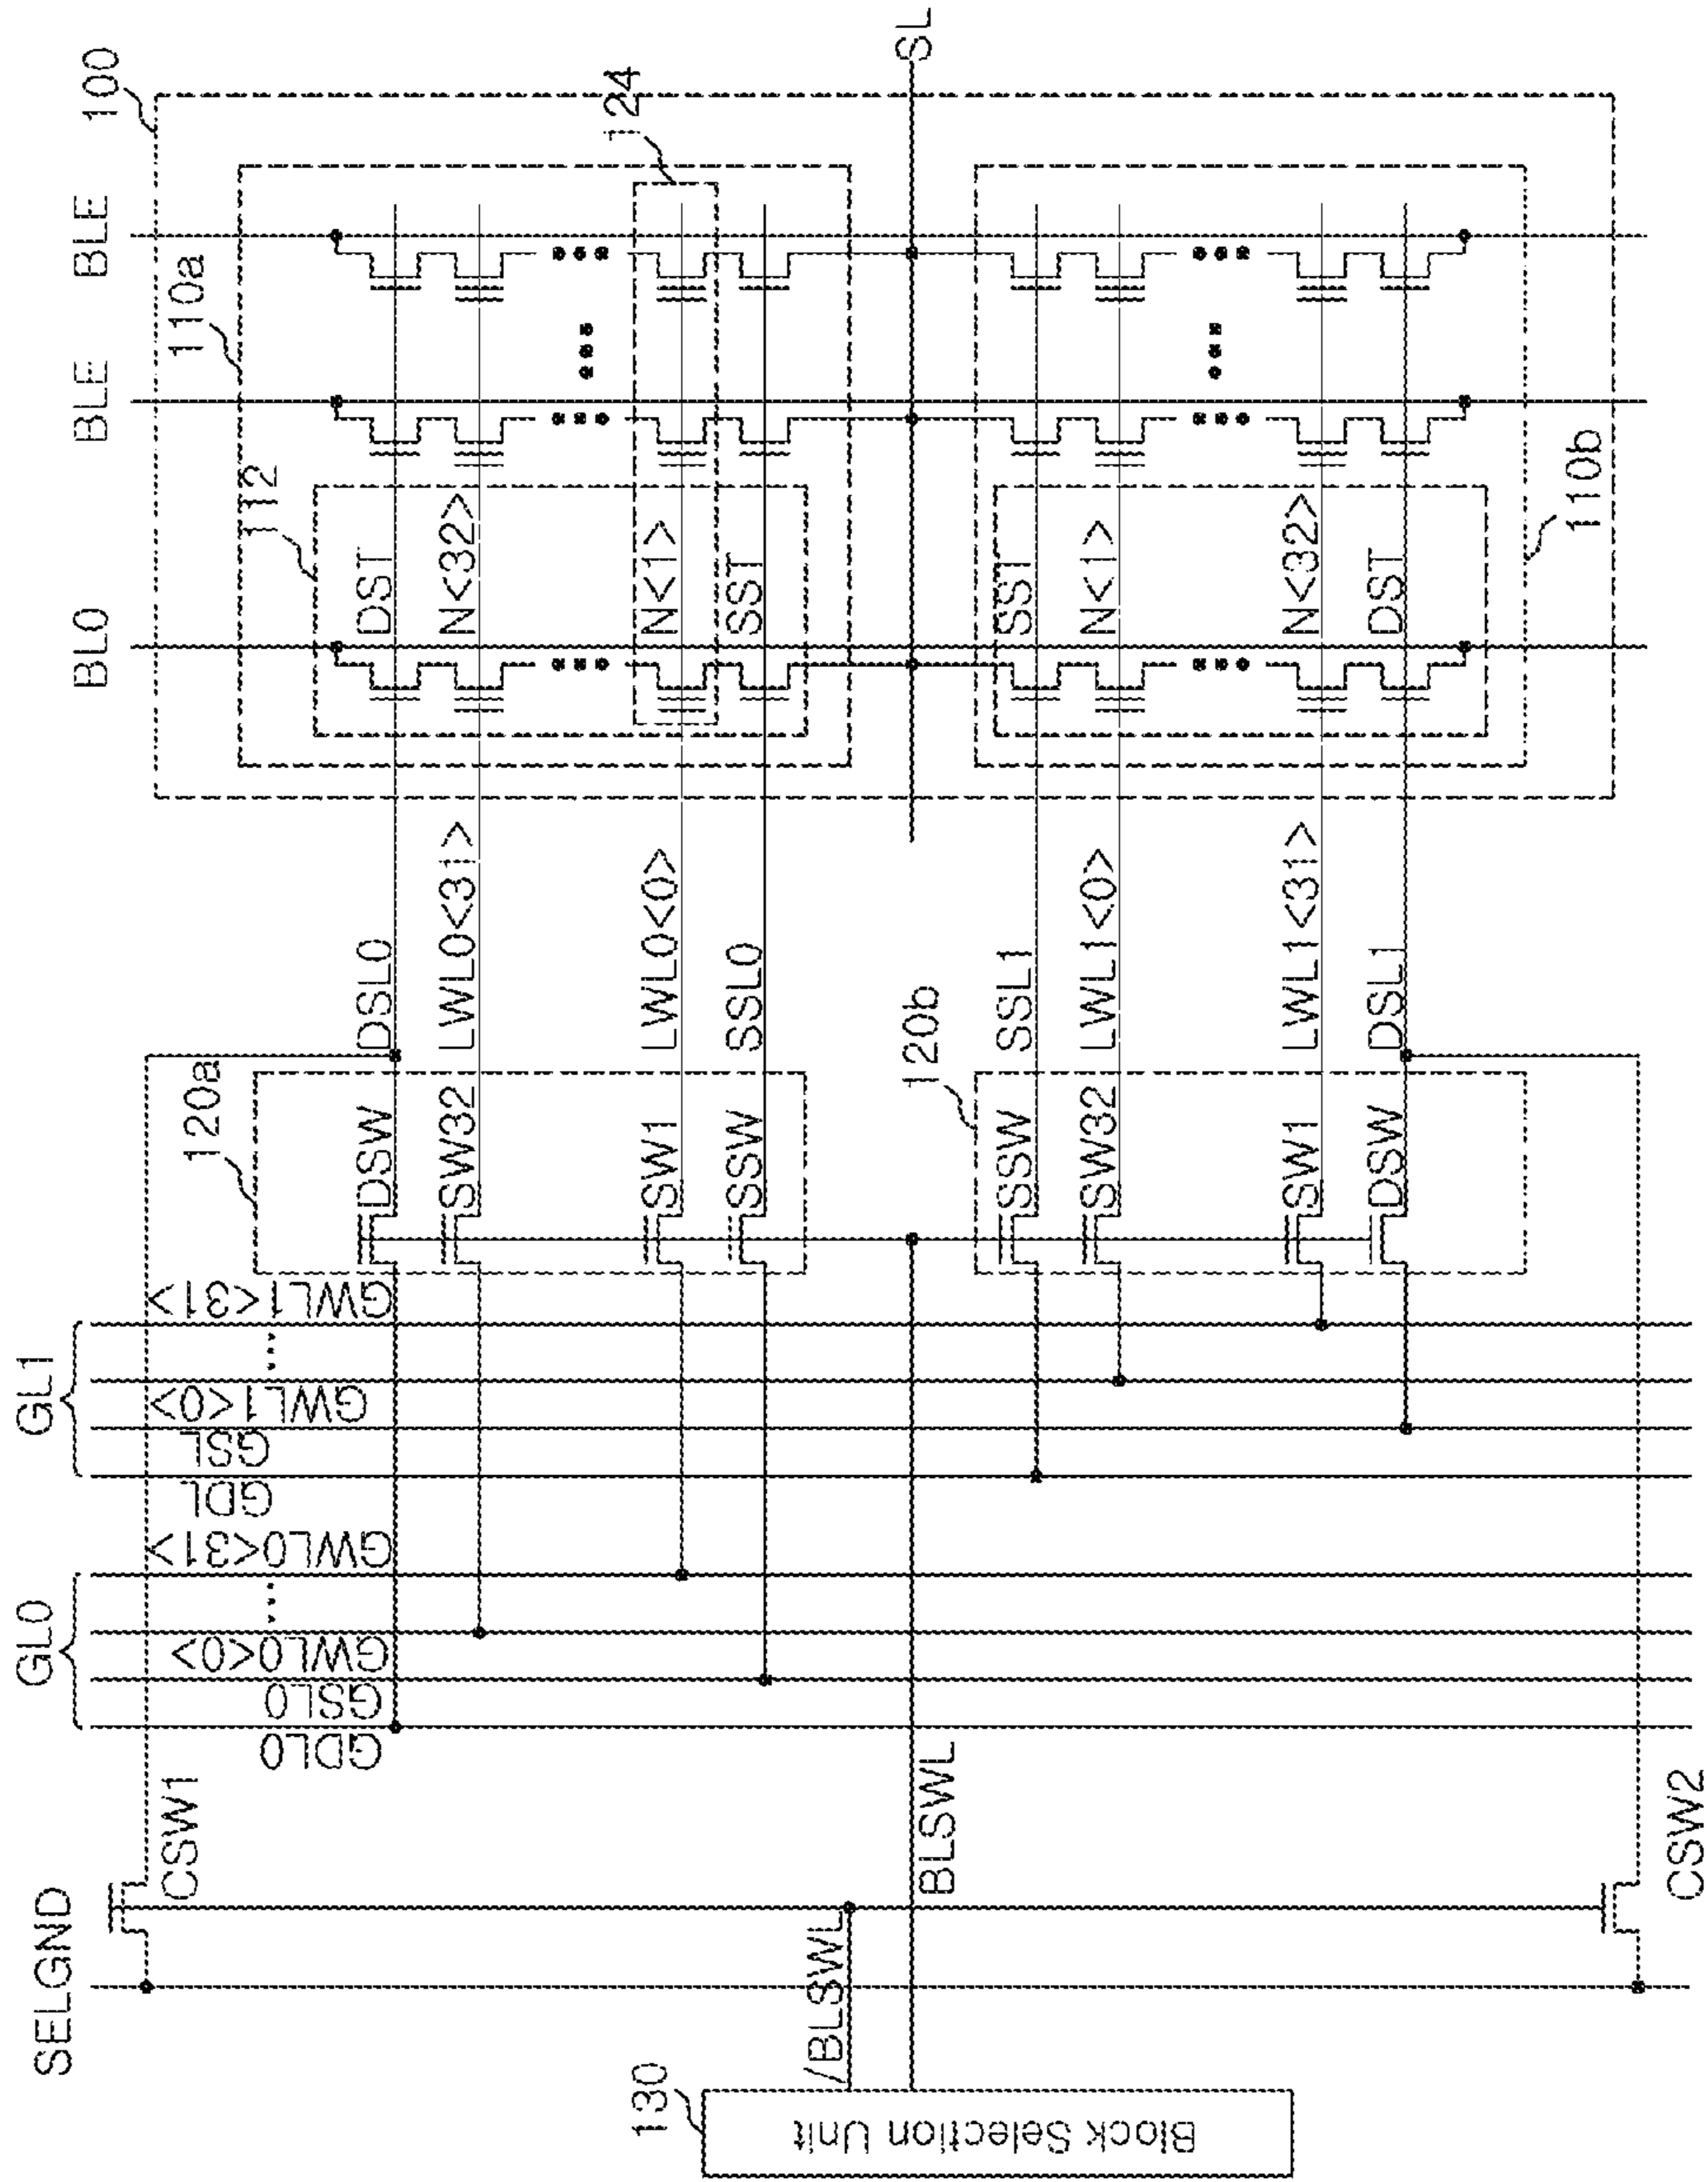 100
124
SL
BLE
BLE
BLO
110a
112
110b
DST
N<32>
N<1>
SST
SST
N<1>
N<32>
DST
DSL0
LWL0<31>
LWL0<0>
SSL0
SSL1
LWL1<0>
LWL1<31>
DSL1
120a
120b
DSW
SW32
SW1
SSW
SSW
SW32
SW1
DSW
GL1
GWL1<31>
...
GWL1<0>
GSL
GDL
GL0
GWL0<31>
...
GWL0<0>
GSL0
GDL0
CSW1
CSW2
SELGND
/BLSWL
BLSWL
130
Block Selection Unit